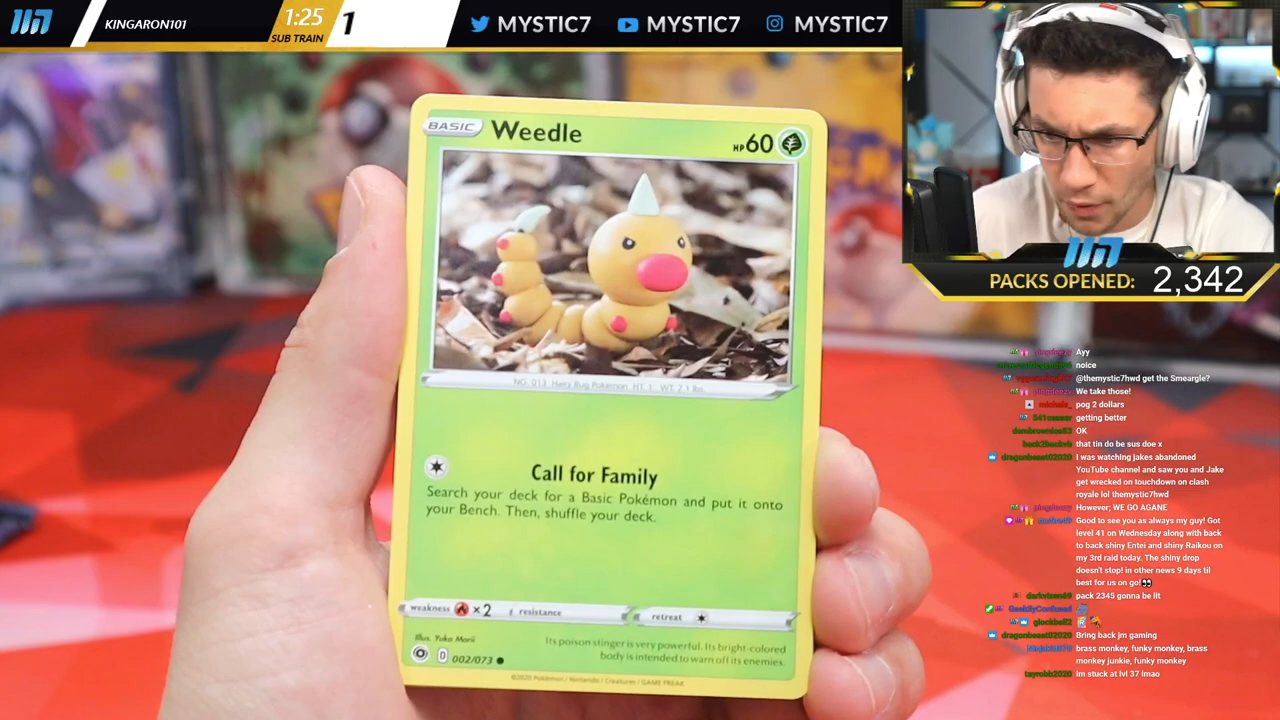 KINGARON101
1:25
SUB TRAIN
1
MYSTIC7
MYSTIC7
MYSTIC7
BASIC
Weedle
HP 60
NO. 013 Hairy Bug Pokémon HT: 1' WT: 7.1 lbs.
Call for Family
Search your deck for a Basic Pokémon and put it onto
your Bench. Then, shuffle your deck.
weakness ×2 resistance retreat
Illus. Yuka Morii
D 002/073
Its poison stinger is very powerful. Its bright-colored
body is intended to warn off its enemies.
©2020 Pokémon / Nintendo / Creatures / GAME FREAK
PACKS OPENED: 2,342
Ayy
noice
@themystic7hwd get the Smeargle?
We take those!
pog 2 dollars
getting better
OK
that tin do be sus doe x
dragonbeast02020 I was watching jakes abandoned
YouTube channel and saw you and Jake
get wrecked on touchdown on clash
royale lol themystic7hwd
However; WE GO AGANE
Good to see you as always my guy! Got
level 41 on Wednesday along with back
to back shiny Entei and shiny Raikou on
my 3rd raid today. The shiny drop
doesn't stop! in other news 9 days til
best for us on go!
pack 2345 gonna be lit
GeekilyConfused
glockball2
dragonbeast02020 Bring back jm gaming
brass monkey, funky monkey, brass
monkey junkie, funky monkey
tayrobb2020 Im stuck at lvl 37 lmao